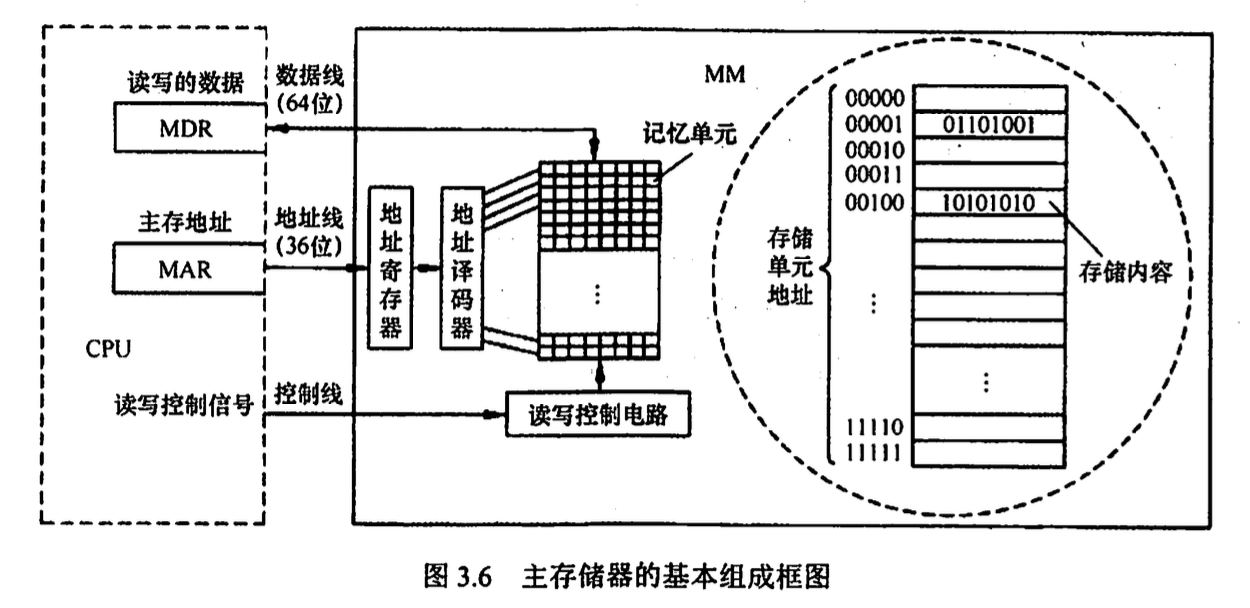 读写的数据
MDR
数据线
(64位)
主存地址
MAR
地址线
(36位)
CPU
读写控制信号
控制线
地址寄存器
地址译码器
记忆单元
⋮
读写控制电路
MM
存储
单元
地址
00000
00001
01101001
00010
00011
00100
10101010
⋮
⋮
11110
11111
存储内容
图 3.6 主存储器的基本组成框图